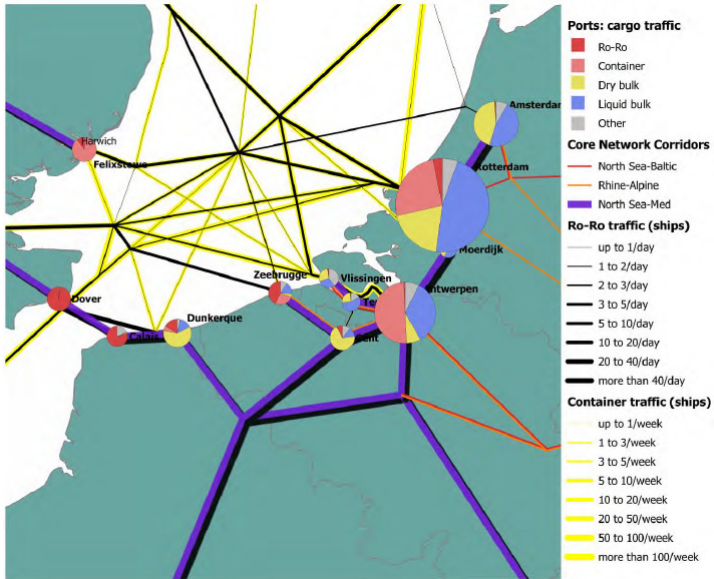 Ports: cargo traffic
Ro-Ro
Container
Dry bulk
Liquid bulk
Other
Core Network Corridors
North Sea-Baltic
Rhine-Alpine
North Sea-Med
Ro-Ro traffic (ships)
up to 1/day
1 to 2/day
2 to 3/day
3 to 5/day
5 to 10/day
10 to 20/day
20 to 40/day
more than 40/day
Container traffic (ships)
up to 1/week
1 to 3/week
3 to 5/week
5 to 10/week
10 to 20/week
20 to 50/week
50 to 100/week
more than 100/week
Amsterdam
Harwich
Felixstowe
Rotterdam
Moerdijk
Zeebrugge
Vlissingen
Te
Antwerpen
Dover
Dunkerque
Calais
Gent